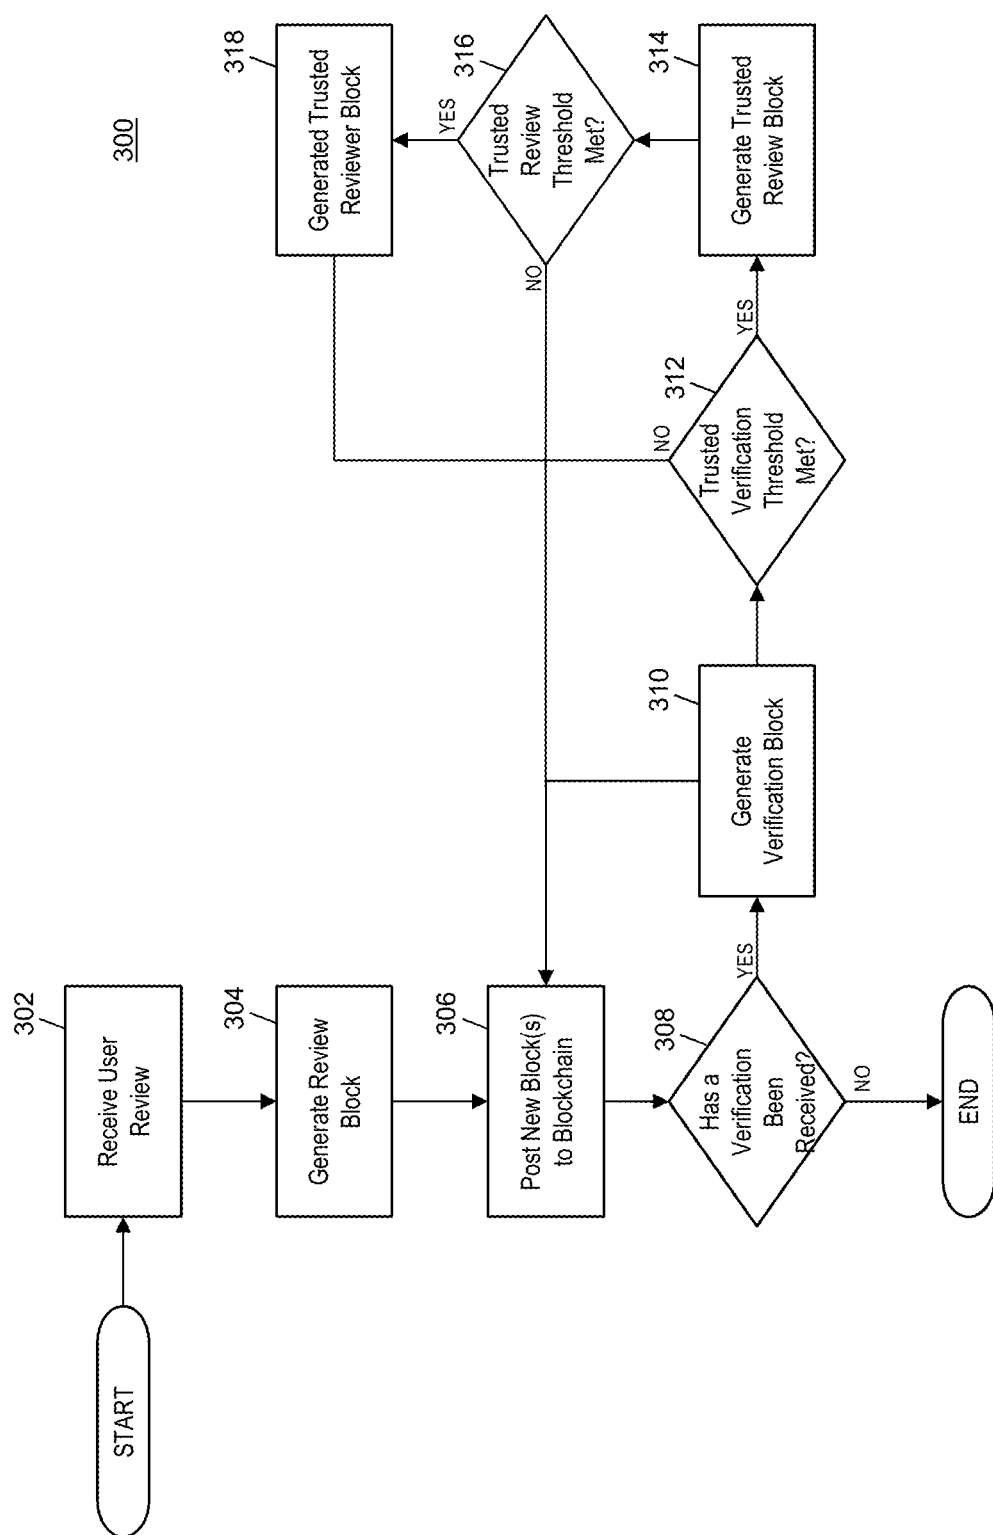 300
START
302
Receive User
Review
304
Generate Review
Block
306
Post New Block(s)
to Blockchain
308
Has a
Verification
Been
Received?
NO
END
YES
310
Generate
Verification Block
312
Trusted
Verification
Threshold
Met?
NO
YES
314
Generate Trusted
Review Block
316
Trusted
Review
Threshold
Met?
NO
YES
318
Generated Trusted
Reviewer Block